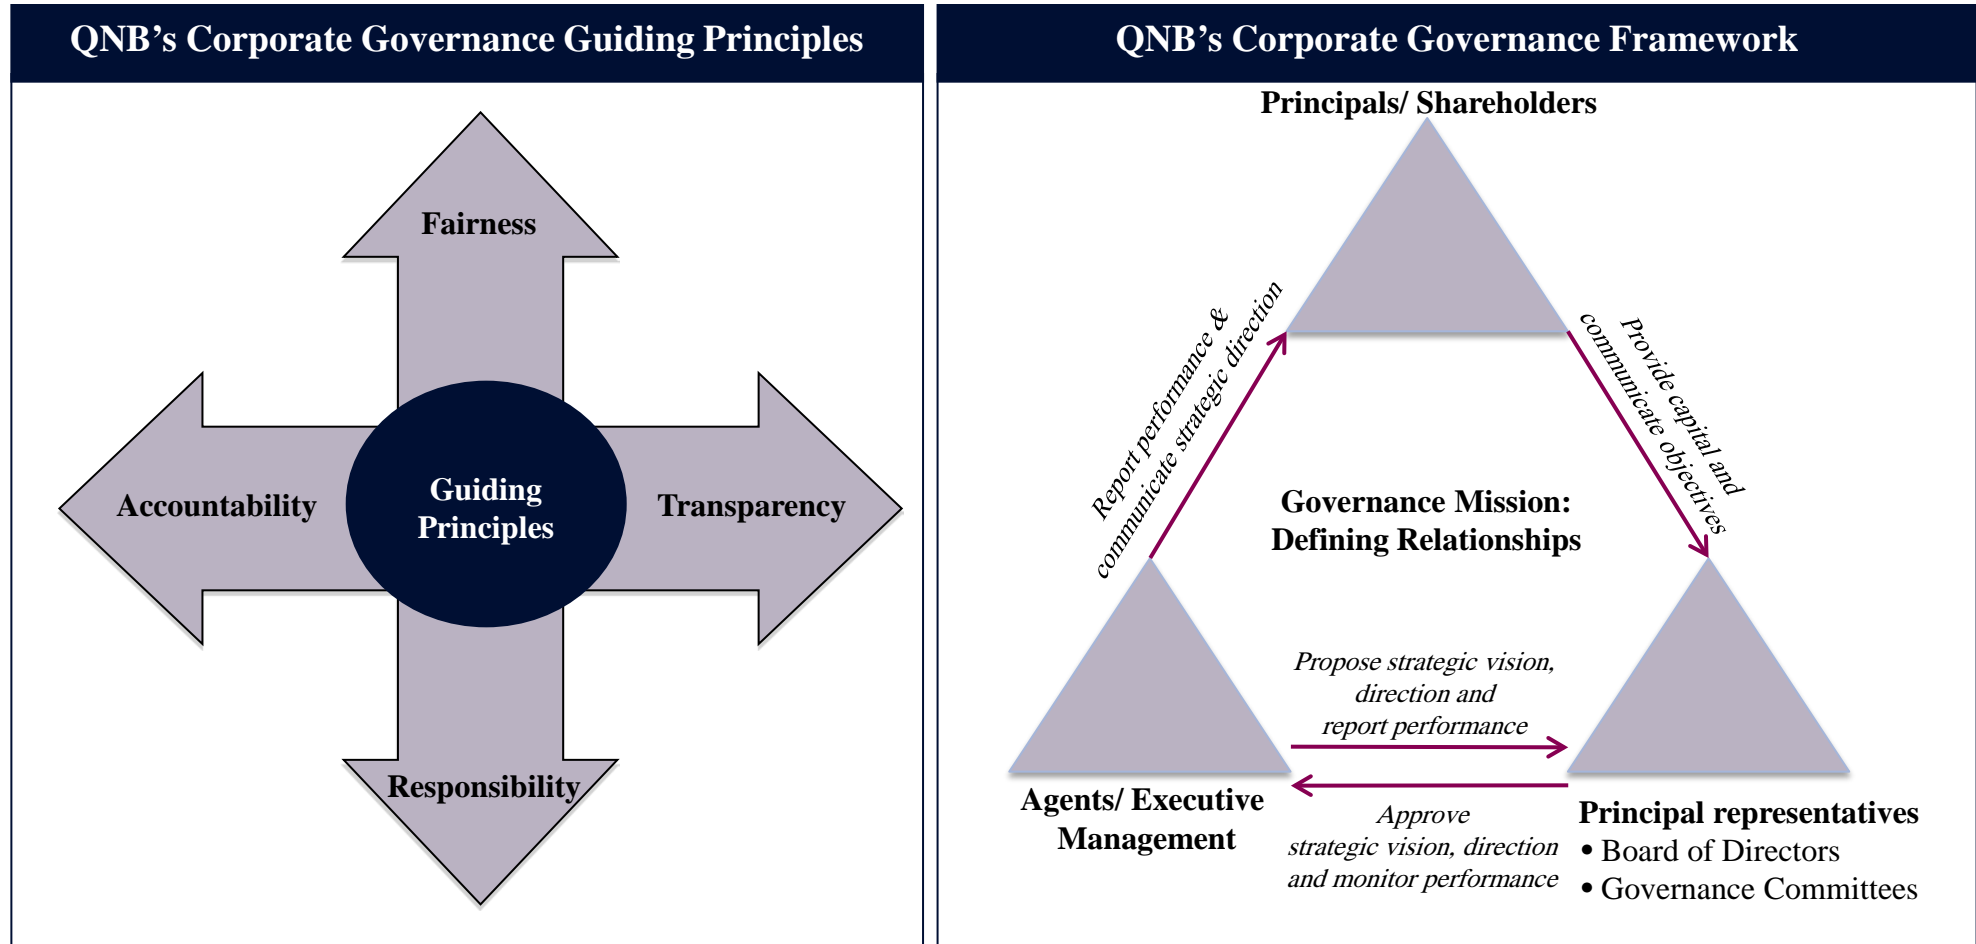 QNB’s Corporate Governance Guiding Principles
Fairness
Accountability
Guiding
Principles
Transparency
Responsibility
QNB’s Corporate Governance Framework
Principals/ Shareholders
Report performance &
communicate strategic direction
Provide capital and
communicate objectives
Governance Mission:
Defining Relationships
Propose strategic vision,
direction and
report performance
Agents/ Executive
Management
Approve
strategic vision, direction
and monitor performance
Principal representatives
• Board of Directors
• Governance Committees